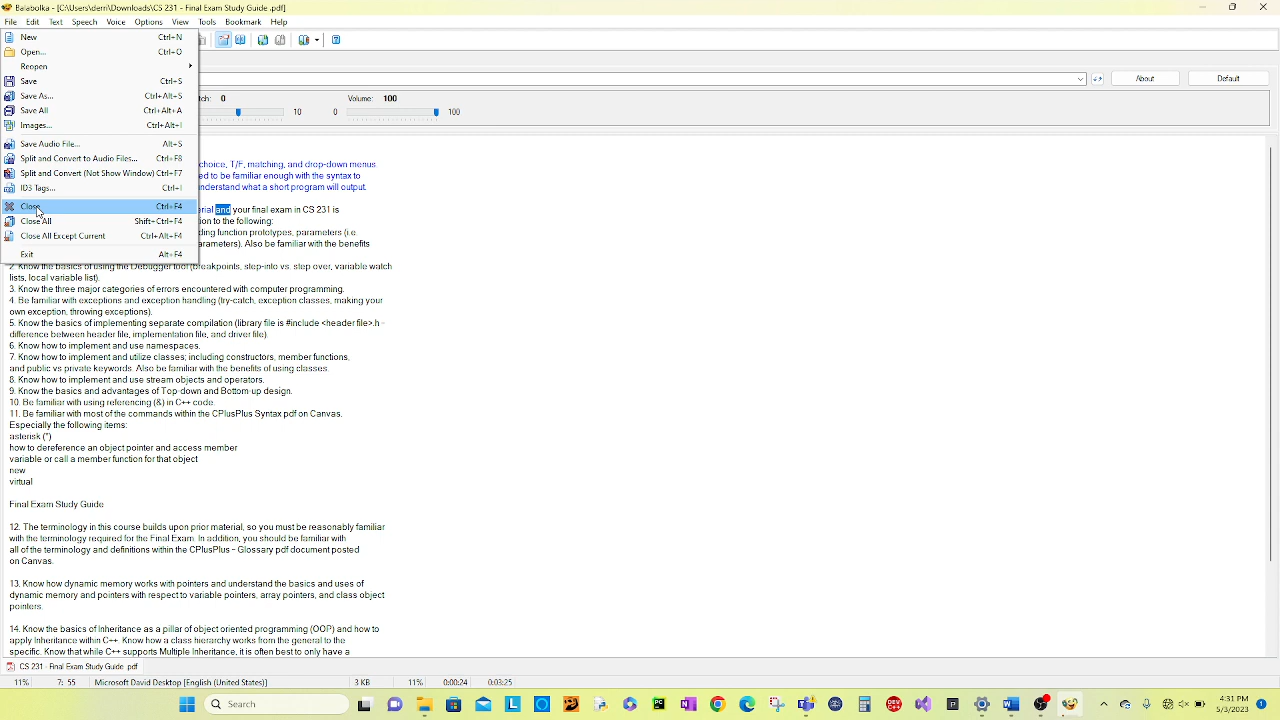 Balabolka - [C:\Users\derri\Downloads\CS 231 - Final Exam Study Guide .pdf]
File Edit Text Speech Voice Options View Tools Bookmark Help
New Ctrl+N
Open... Ctrl+O
Reopen
Save Ctrl+S
Save As... Ctrl+Alt+S
Save All Ctrl+Alt+A
Images... Ctrl+Alt+I
Save Audio File... Alt+S
Split and Convert to Audio Files... Ctrl+F8
Split and Convert (Not Show Window) Ctrl+F7
ID3 Tags... Ctrl+I
Close Ctrl+F4
Close All Shift+Ctrl+F4
Close All Except Current Ctrl+Alt+F4
Exit Alt+F4
About Default
0 Volume: 100
10 0 100
choice, T/F, matching, and drop-down menus.
to be familiar enough with the syntax to
understand what a short program will output.
and your final exam in CS 231 is
to the following:
function prototypes, parameters (i.e.
parameters). Also be familiar with the benefits
2. Know the basics of using the Debugger tool (breakpoints, step-into vs. step over, variable watch
lists, local variable list).
3. Know the three major categories of errors encountered with computer programming.
4. Be familiar with exceptions and exception handling (try-catch, exception classes, making your
own exception, throwing exceptions).
5. Know the basics of implementing separate compilation (library file is #include <header file>.h -
difference between header file, implementation file, and driver file).
6. Know how to implement and use namespaces.
7. Know how to implement and utilize classes; including constructors, member functions,
and public vs private keywords. Also be familiar with the benefits of using classes.
8. Know how to implement and use stream objects and operators.
9. Know the basics and advantages of Top-down and Bottom-up design.
10. Be familiar with using referencing (&) in C++ code.
11. Be familiar with most of the commands within the CPlusPlus Syntax pdf on Canvas.
Especially the following items:
asterisk (*)
how to dereference an object pointer and access member
variable or call a member function for that object
new
virtual
Final Exam Study Guide
12. The terminology in this course builds upon prior material, so you must be reasonably familiar
with the terminology required for the Final Exam. In addition, you should be familiar with
all of the terminology and definitions within the CPlusPlus - Glossary pdf document posted
on Canvas.
13. Know how dynamic memory works with pointers and understand the basics and uses of
dynamic memory and pointers with respect to variable pointers, array pointers, and class object
pointers.
14. Know the basics of Inheritance as a pillar of object oriented programming (OOP) and how to
apply Inheritance within C++. Know how a class hierarchy works from the general to the
specific. Know that while C++ supports Multiple Inheritance, it is often best to only have a
CS 231 - Final Exam Study Guide .pdf
11% 7: 55 Microsoft David Desktop [English (United States)] 3 KB 11% 0:00:24 0:03:25
Search
4:31 PM
5/3/2023